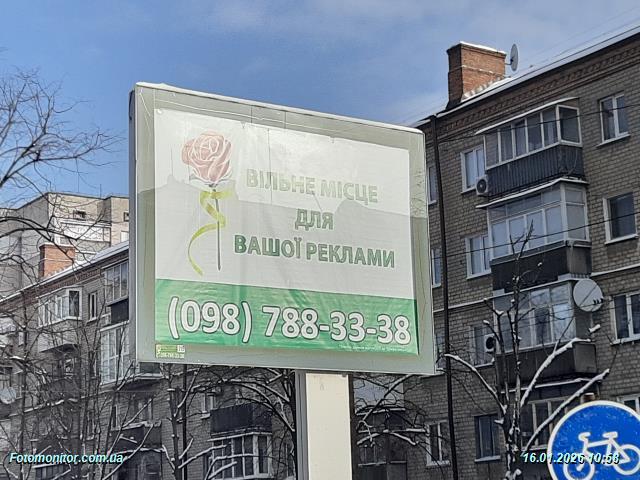 ВІЛЬНЕ МІСЦЕ
ДЛЯ
ВАШОЇ РЕКЛАМИ
(098) 788-33-38
Fotomonitor.com.ua
16.01.2026 10:58